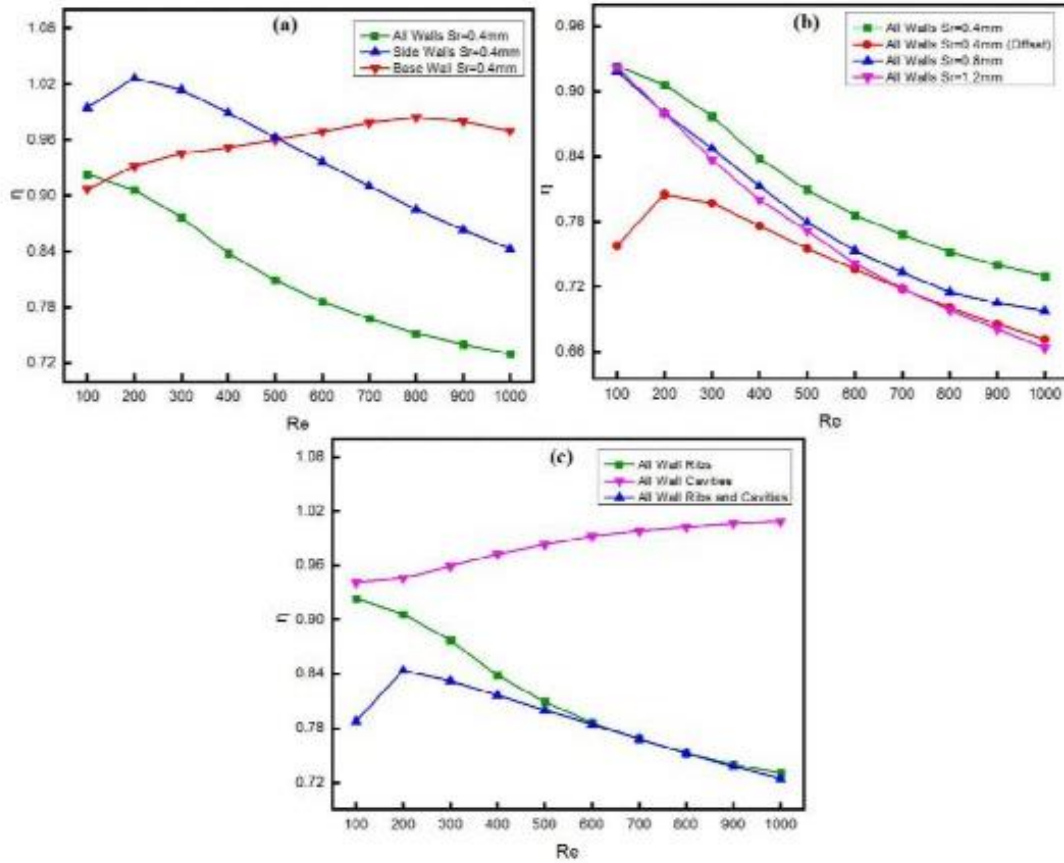 (a)
All Walls Sr=0.4mm
Side Walls Sr=0.4mm
Base Wall Sr=0.4mm
1.08
1.02
0.96
0.90
0.84
0.78
0.72
η
100 200 300 400 500 600 700 800 900 1000
Re
(b)
All Walls Sr=0.4mm
All Walls Sr=0.4mm (Offset)
All Walls Sr=0.8mm
All Walls Sr=1.2mm
0.96
0.90
0.84
0.78
0.72
0.66
η
100 200 300 400 500 600 700 800 900 1000
Re
(c)
All Wall Ribs
All Wall Cavities
All Wall Ribs and Cavities
1.08
1.02
0.96
0.90
0.84
0.78
0.72
η
100 200 300 400 500 600 700 800 900 1000
Re